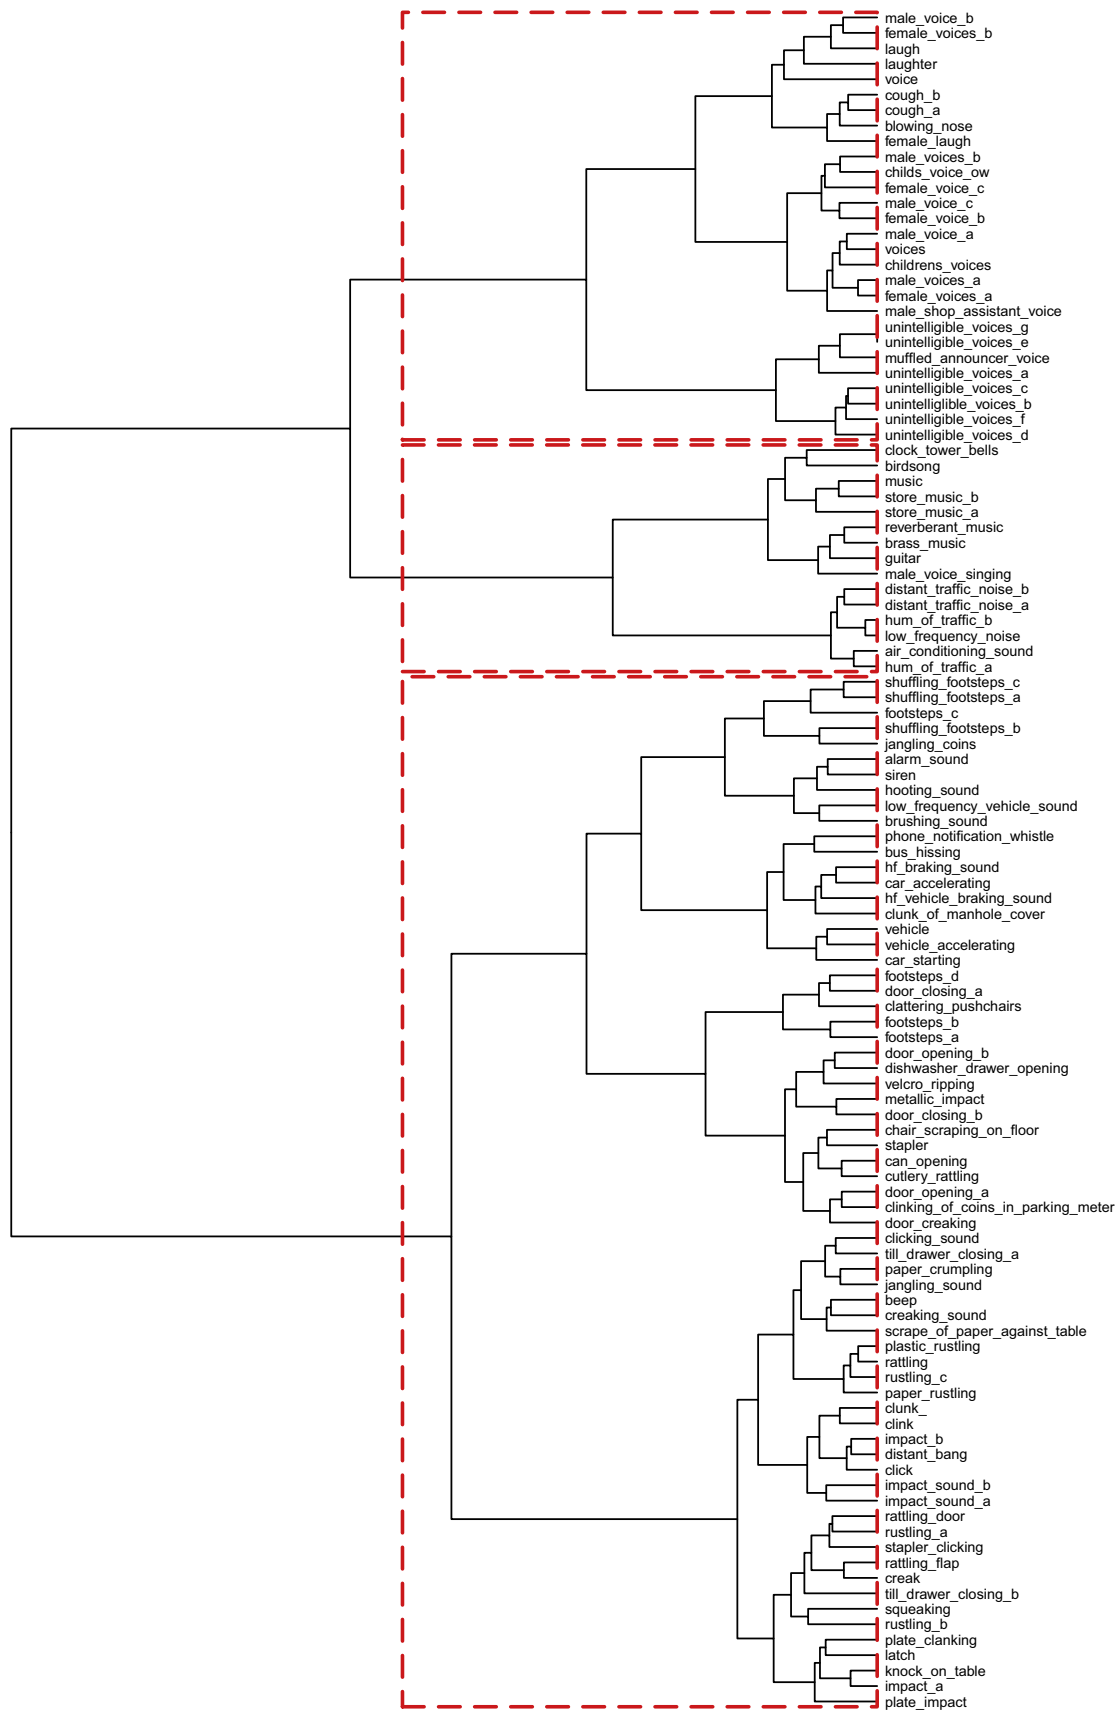 male_voice_b
female_voices_b
laugh
laughter
voice
cough_b
cough_a
blowing_nose
female_laugh
male_voices_b
childs_voice_ow
female_voice_c
male_voice_c
female_voice_b
male_voice_a
voices
childrens_voices
male_voices_a
female_voices_a
male_shop_assistant_voice
unintelligible_voices_g
unintelligible_voices_e
muffled_announcer_voice
unintelligible_voices_a
unintelligible_voices_c
unintelliglible_voices_b
unintelligible_voices_f
unintelligible_voices_d
clock_tower_bells
birdsong
music
store_music_b
store_music_a
reverberant_music
brass_music
guitar
male_voice_singing
distant_traffic_noise_b
distant_traffic_noise_a
hum_of_traffic_b
low_frequency_noise
air_conditioning_sound
hum_of_traffic_a
shuffling_footsteps_c
shuffling_footsteps_a
footsteps_c
shuffling_footsteps_b
jangling_coins
alarm_sound
siren
hooting_sound
low_frequency_vehicle_sound
brushing_sound
phone_notification_whistle
bus_hissing
hf_braking_sound
car_accelerating
hf_vehicle_braking_sound
clunk_of_manhole_cover
vehicle
vehicle_accelerating
car_starting
footsteps_d
door_closing_a
clattering_pushchairs
footsteps_b
footsteps_a
door_opening_b
dishwasher_drawer_opening
velcro_ripping
metallic_impact
door_closing_b
chair_scraping_on_floor
stapler
can_opening
cutlery_rattling
door_opening_a
clinking_of_coins_in_parking_meter
door_creaking
clicking_sound
till_drawer_closing_a
paper_crumpling
jangling_sound
beep
creaking_sound
scrape_of_paper_against_table
plastic_rustling
rattling
rustling_c
paper_rustling
clunk_
clink
impact_b
distant_bang
click
impact_sound_b
impact_sound_a
rattling_door
rustling_a
stapler_clicking
rattling_flap
creak
till_drawer_closing_b
squeaking
rustling_b
plate_clanking
latch
knock_on_table
impact_a
plate_impact